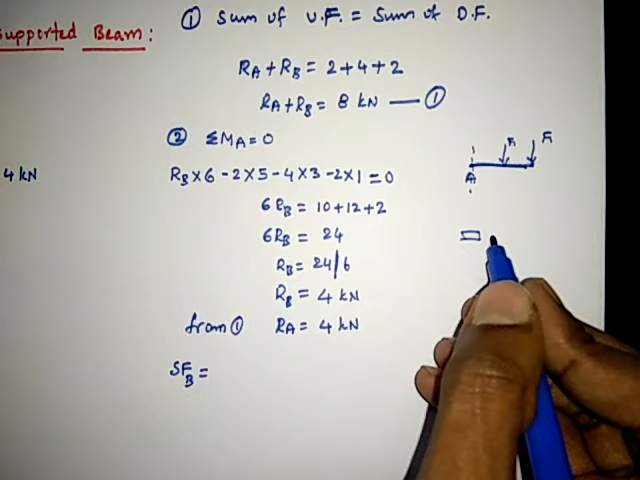 Supported Beam:
① Sum of U.F. = Sum of D.F.
RA+RB = 2+4+2
RA+RB = 8 kN — ①
② ΣMA=0
4 kN
RB×6 -2×5 -4×3 -2×1 =0
6RB = 10+12+2
6RB = 24
RB = 24/6
RB = 4 kN
from ① RA = 4 kN
SFB =
A